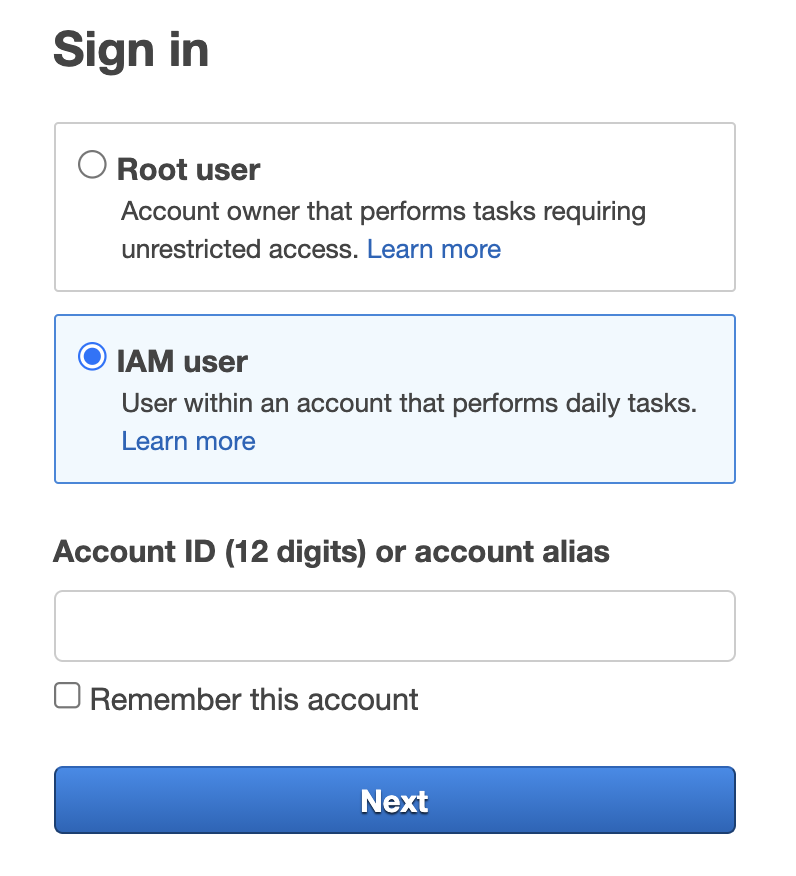 Sign in
Root user
Account owner that performs tasks requiring
unrestricted access. Learn more
IAM user
User within an account that performs daily tasks.
Learn more
Account ID (12 digits) or account alias
Remember this account
Next